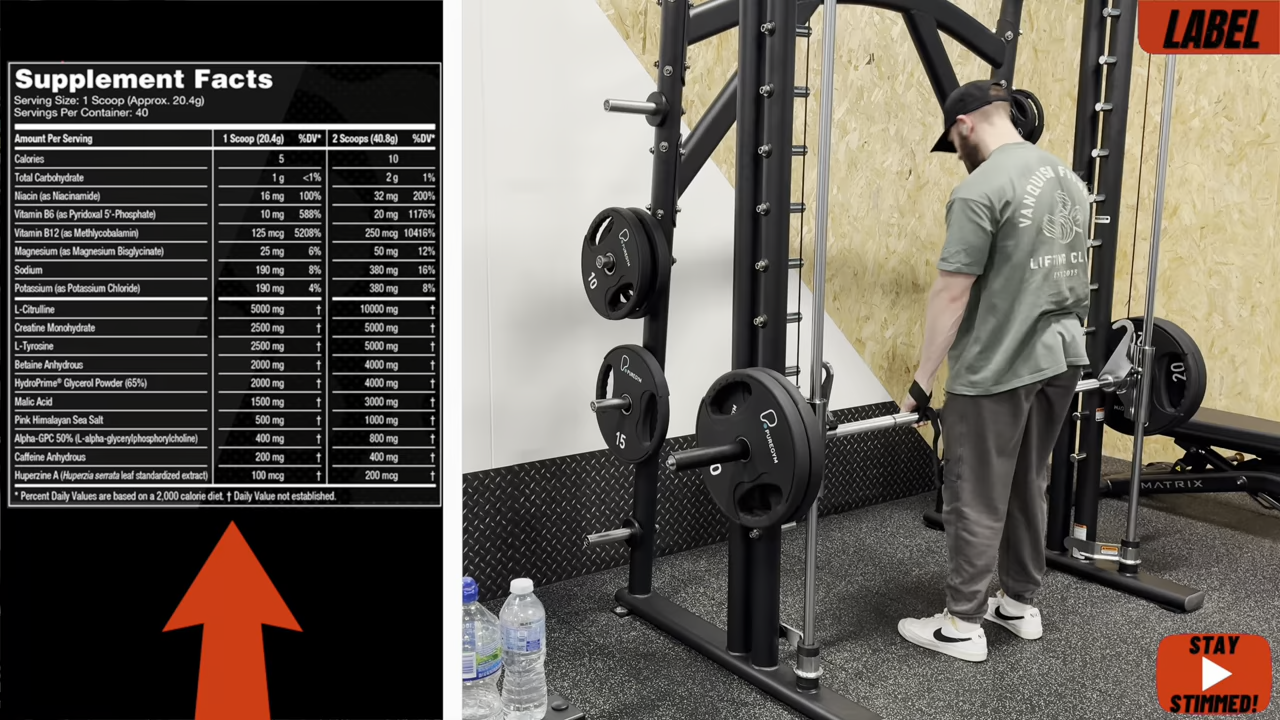 Supplement Facts
Serving Size: 1 Scoop (Approx. 20.4g)
Servings Per Container: 40
Amount Per Serving 1 Scoop (20.4g) %DV* 2 Scoops (40.8g) %DV*
Calories 5 10
Total Carbohydrate 1 g <1% 2 g 1%
Niacin (as Niacinamide) 16 mg 100% 32 mg 200%
Vitamin B6 (as Pyridoxal 5'-Phosphate) 10 mg 588% 20 mg 1176%
Vitamin B12 (as Methlycobalamin) 125 mcg 5208% 250 mcg 10416%
Magnesium (as Magnesium Bisglycinate) 25 mg 6% 50 mg 12%
Sodium 190 mg 8% 380 mg 16%
Potassium (as Potassium Chloride) 190 mg 4% 380 mg 8%
L-Citrulline 5000 mg † 10000 mg †
Creatine Monohydrate 2500 mg † 5000 mg †
L-Tyrosine 2500 mg † 5000 mg †
Betaine Anhydrous 2000 mg † 4000 mg †
HydroPrime® Glycerol Powder (65%) 2000 mg † 4000 mg †
Malic Acid 1500 mg † 3000 mg †
Pink Himalayan Sea Salt 500 mg † 1000 mg †
Alpha-GPC 50% (L-alpha-glycerylphosphorylcholine) 400 mg † 800 mg †
Caffeine Anhydrous 200 mg † 400 mg †
Huperzine A (Huperzia serrata leaf standardized extract) 100 mcg † 200 mcg †
* Percent Daily Values are based on a 2,000 calorie diet. † Daily Value not established.
LABEL
VANQUISH
LIFTING
10
PUREGYM
15
PUREGYM
20
MATRIX
STAY
STIMMED!